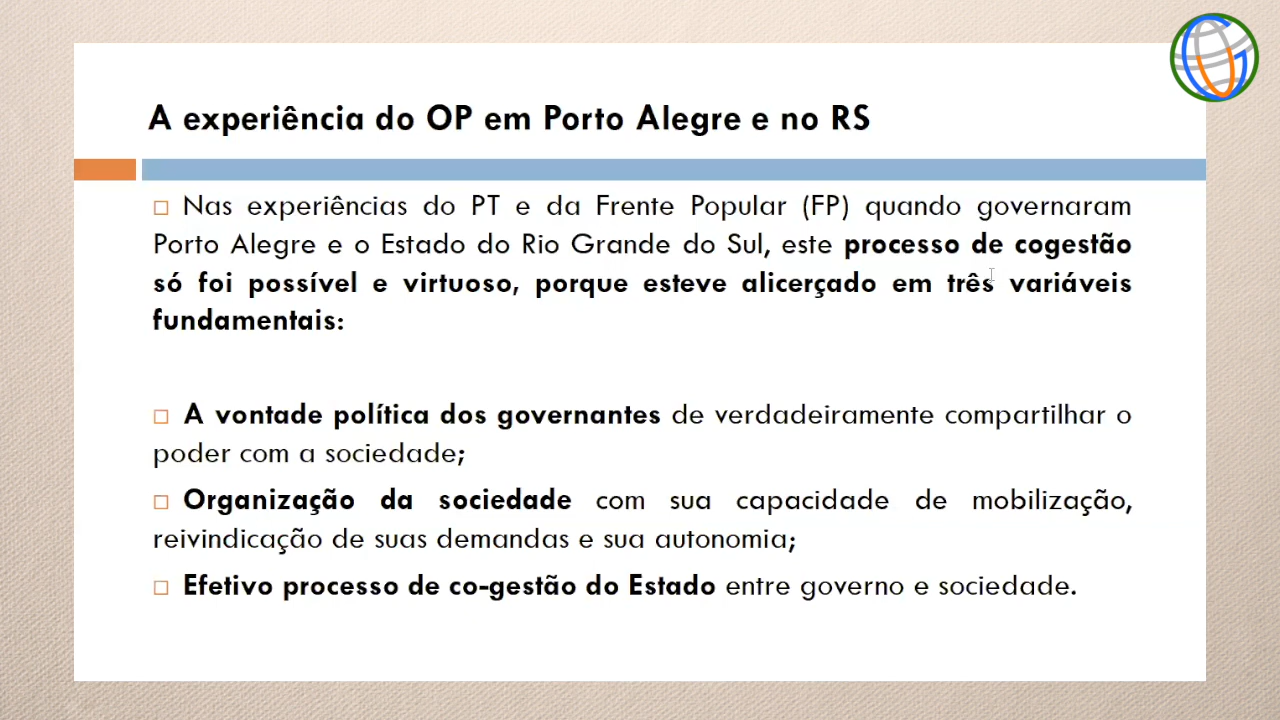 A experiência do OP em Porto Alegre e no RS
Nas experiências do PT e da Frente Popular (FP) quando governaram
Porto Alegre e o Estado do Rio Grande do Sul, este processo de cogestão
só foi possível e virtuoso, porque esteve alicerçado em três variáveis
fundamentais:
A vontade política dos governantes de verdadeiramente compartilhar o
poder com a sociedade;
Organização da sociedade com sua capacidade de mobilização,
reivindicação de suas demandas e sua autonomia;
Efetivo processo de co-gestão do Estado entre governo e sociedade.